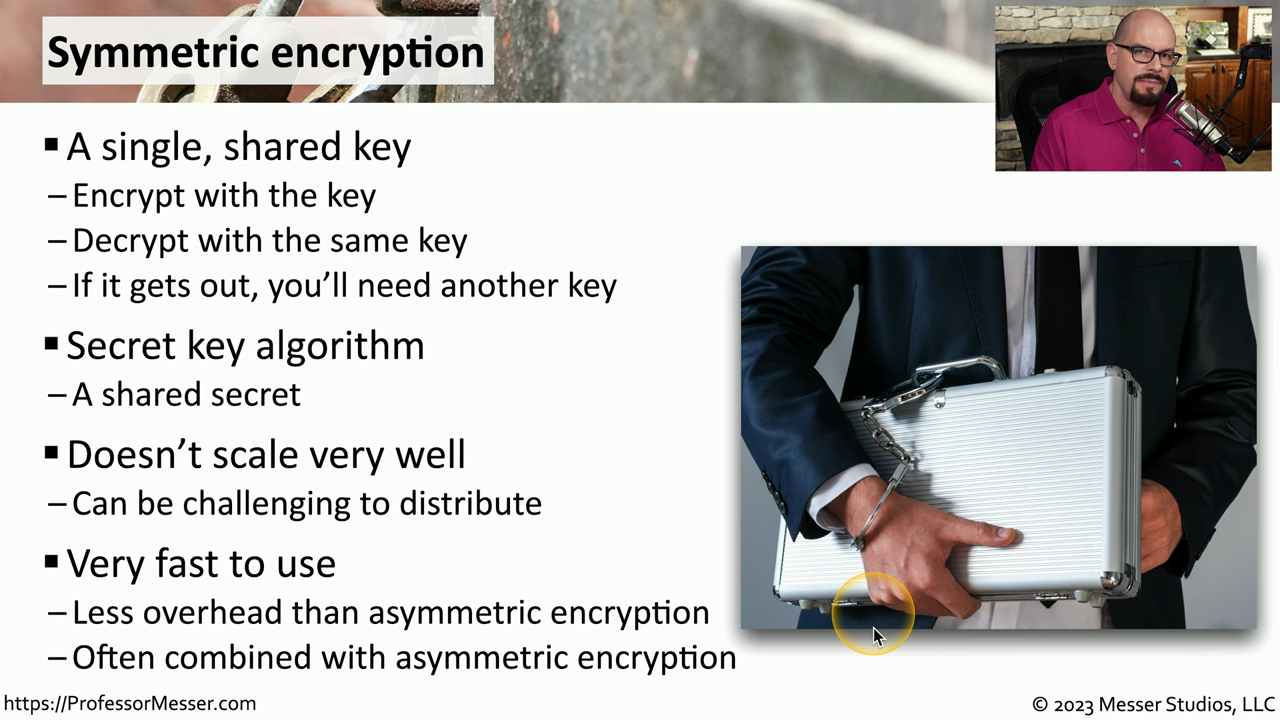 Symmetric encryption
▪ A single, shared key
– Encrypt with the key
– Decrypt with the same key
– If it gets out, you’ll need another key
▪ Secret key algorithm
– A shared secret
▪ Doesn’t scale very well
– Can be challenging to distribute
▪ Very fast to use
– Less overhead than asymmetric encryption
– Often combined with asymmetric encryption
https://ProfessorMesser.com
© 2023 Messer Studios, LLC